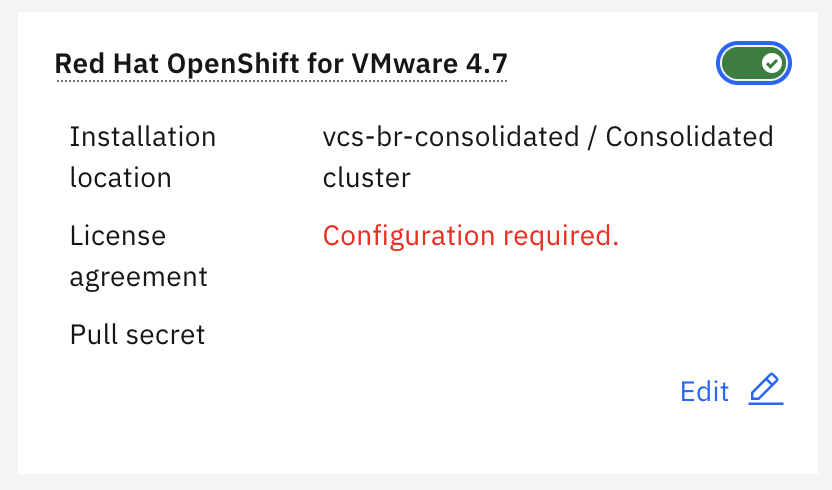 Red Hat OpenShift for VMware 4.7
Installation location
vcs-br-consolidated / Consolidated cluster
License agreement
Configuration required.
Pull secret
Edit